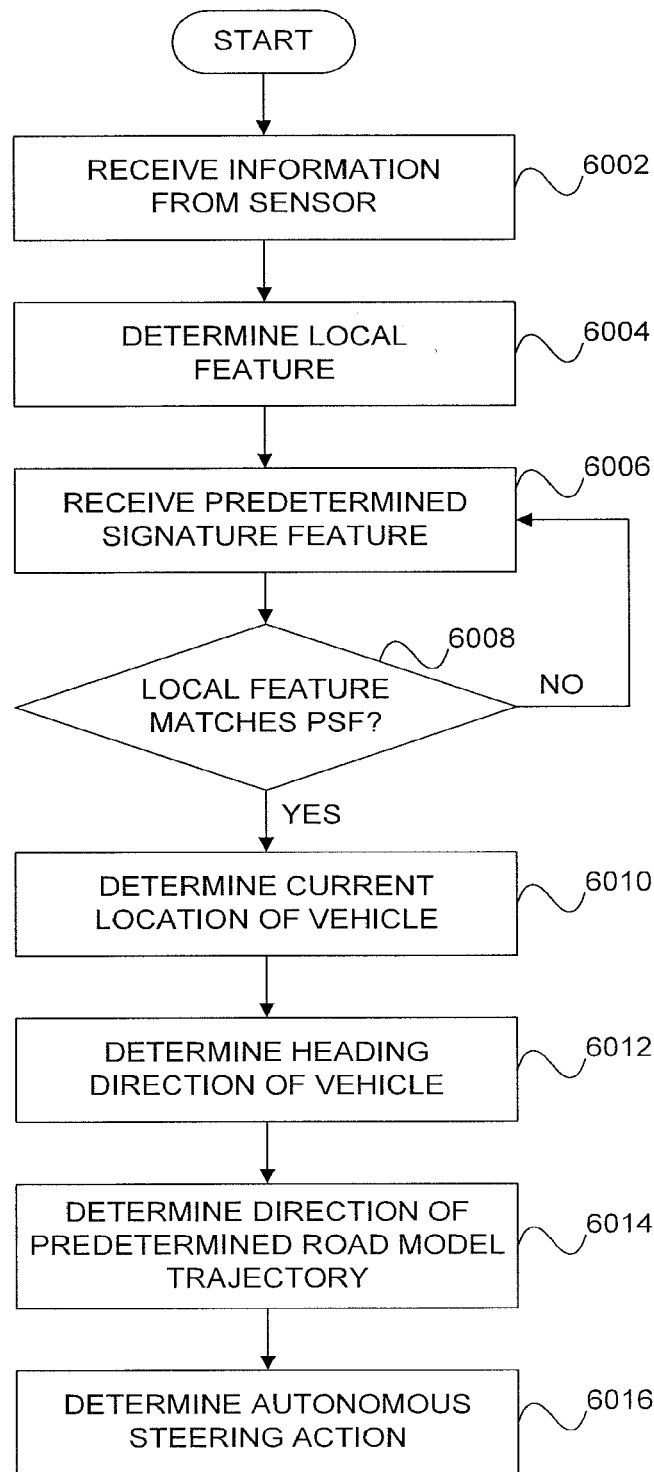 START
RECEIVE INFORMATION
FROM SENSOR
6002
DETERMINE LOCAL
FEATURE
6004
RECEIVE PREDETERMINED
SIGNATURE FEATURE
6006
6008
LOCAL FEATURE
MATCHES PSF?
NO
YES
DETERMINE CURRENT
LOCATION OF VEHICLE
6010
DETERMINE HEADING
DIRECTION OF VEHICLE
6012
DETERMINE DIRECTION OF
PREDETERMINED ROAD MODEL
TRAJECTORY
6014
DETERMINE AUTONOMOUS
STEERING ACTION
6016